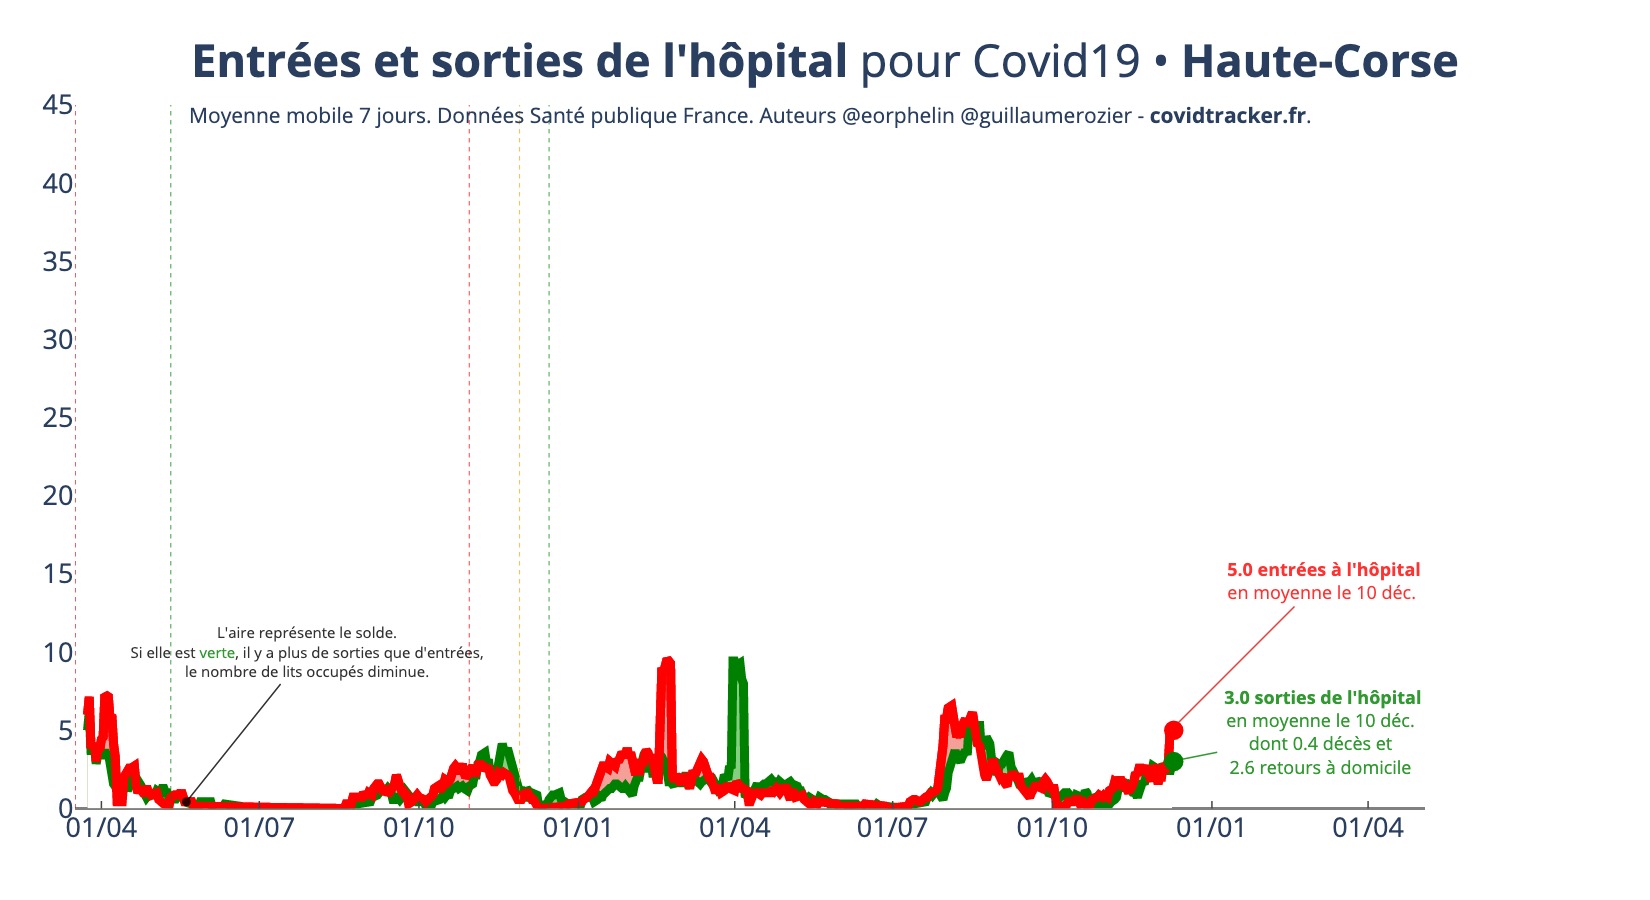 Entrées et sorties de l'hôpital pour Covid19 • Haute-Corse
Moyenne mobile 7 jours. Données Santé publique France. Auteurs @eorphelin @guillaumerozier - covidtracker.fr.
45
40
35
30
25
20
15
10
5
0
5.0 entrées à l'hôpital
en moyenne le 10 déc.
L'aire représente le solde.
Si elle est verte, il y a plus de sorties que d'entrées,
le nombre de lits occupés diminue.
3.0 sorties de l'hôpital
en moyenne le 10 déc.
dont 0.4 décès et
2.6 retours à domicile
01/04 01/07 01/10 01/01 01/04 01/07 01/10 01/01 01/04